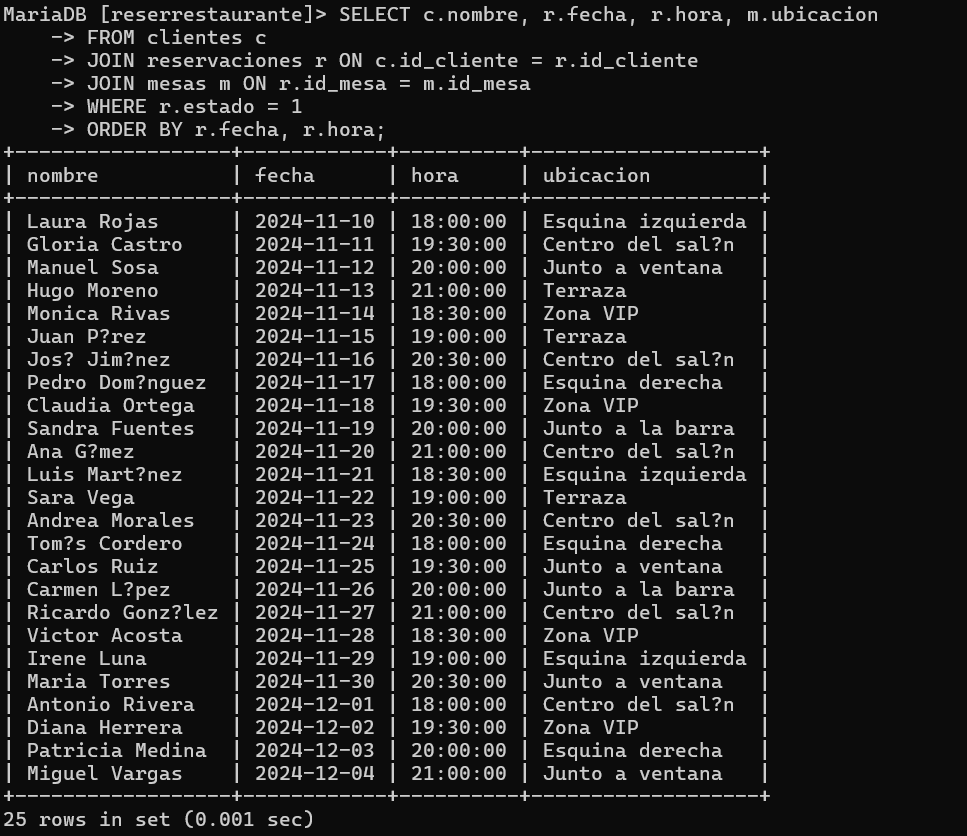 MariaDB [reserrestaurante]> SELECT c.nombre, r.fecha, r.hora, m.ubicacion
    -> FROM clientes c
    -> JOIN reservaciones r ON c.id_cliente = r.id_cliente
    -> JOIN mesas m ON r.id_mesa = m.id_mesa
    -> WHERE r.estado = 1
    -> ORDER BY r.fecha, r.hora;
+------------------+------------+----------+-------------------+
| nombre           | fecha      | hora     | ubicacion         |
+------------------+------------+----------+-------------------+
| Laura Rojas      | 2024-11-10 | 18:00:00 | Esquina izquierda |
| Gloria Castro    | 2024-11-11 | 19:30:00 | Centro del sal?n  |
| Manuel Sosa      | 2024-11-12 | 20:00:00 | Junto a ventana   |
| Hugo Moreno      | 2024-11-13 | 21:00:00 | Terraza           |
| Monica Rivas     | 2024-11-14 | 18:30:00 | Zona VIP          |
| Juan P?rez       | 2024-11-15 | 19:00:00 | Terraza           |
| Jos? Jim?nez     | 2024-11-16 | 20:30:00 | Centro del sal?n  |
| Pedro Dom?nguez  | 2024-11-17 | 18:00:00 | Esquina derecha   |
| Claudia Ortega   | 2024-11-18 | 19:30:00 | Zona VIP          |
| Sandra Fuentes   | 2024-11-19 | 20:00:00 | Junto a la barra  |
| Ana G?mez        | 2024-11-20 | 21:00:00 | Centro del sal?n  |
| Luis Mart?nez    | 2024-11-21 | 18:30:00 | Esquina izquierda |
| Sara Vega        | 2024-11-22 | 19:00:00 | Terraza           |
| Andrea Morales   | 2024-11-23 | 20:30:00 | Centro del sal?n  |
| Tom?s Cordero    | 2024-11-24 | 18:00:00 | Esquina derecha   |
| Carlos Ruiz      | 2024-11-25 | 19:30:00 | Junto a ventana   |
| Carmen L?pez     | 2024-11-26 | 20:00:00 | Junto a la barra  |
| Ricardo Gonz?lez | 2024-11-27 | 21:00:00 | Centro del sal?n  |
| Victor Acosta    | 2024-11-28 | 18:30:00 | Zona VIP          |
| Irene Luna       | 2024-11-29 | 19:00:00 | Esquina izquierda |
| Maria Torres     | 2024-11-30 | 20:30:00 | Junto a ventana   |
| Antonio Rivera   | 2024-12-01 | 18:00:00 | Centro del sal?n  |
| Diana Herrera    | 2024-12-02 | 19:30:00 | Zona VIP          |
| Patricia Medina  | 2024-12-03 | 20:00:00 | Esquina derecha   |
| Miguel Vargas    | 2024-12-04 | 21:00:00 | Junto a ventana   |
+------------------+------------+----------+-------------------+
25 rows in set (0.001 sec)